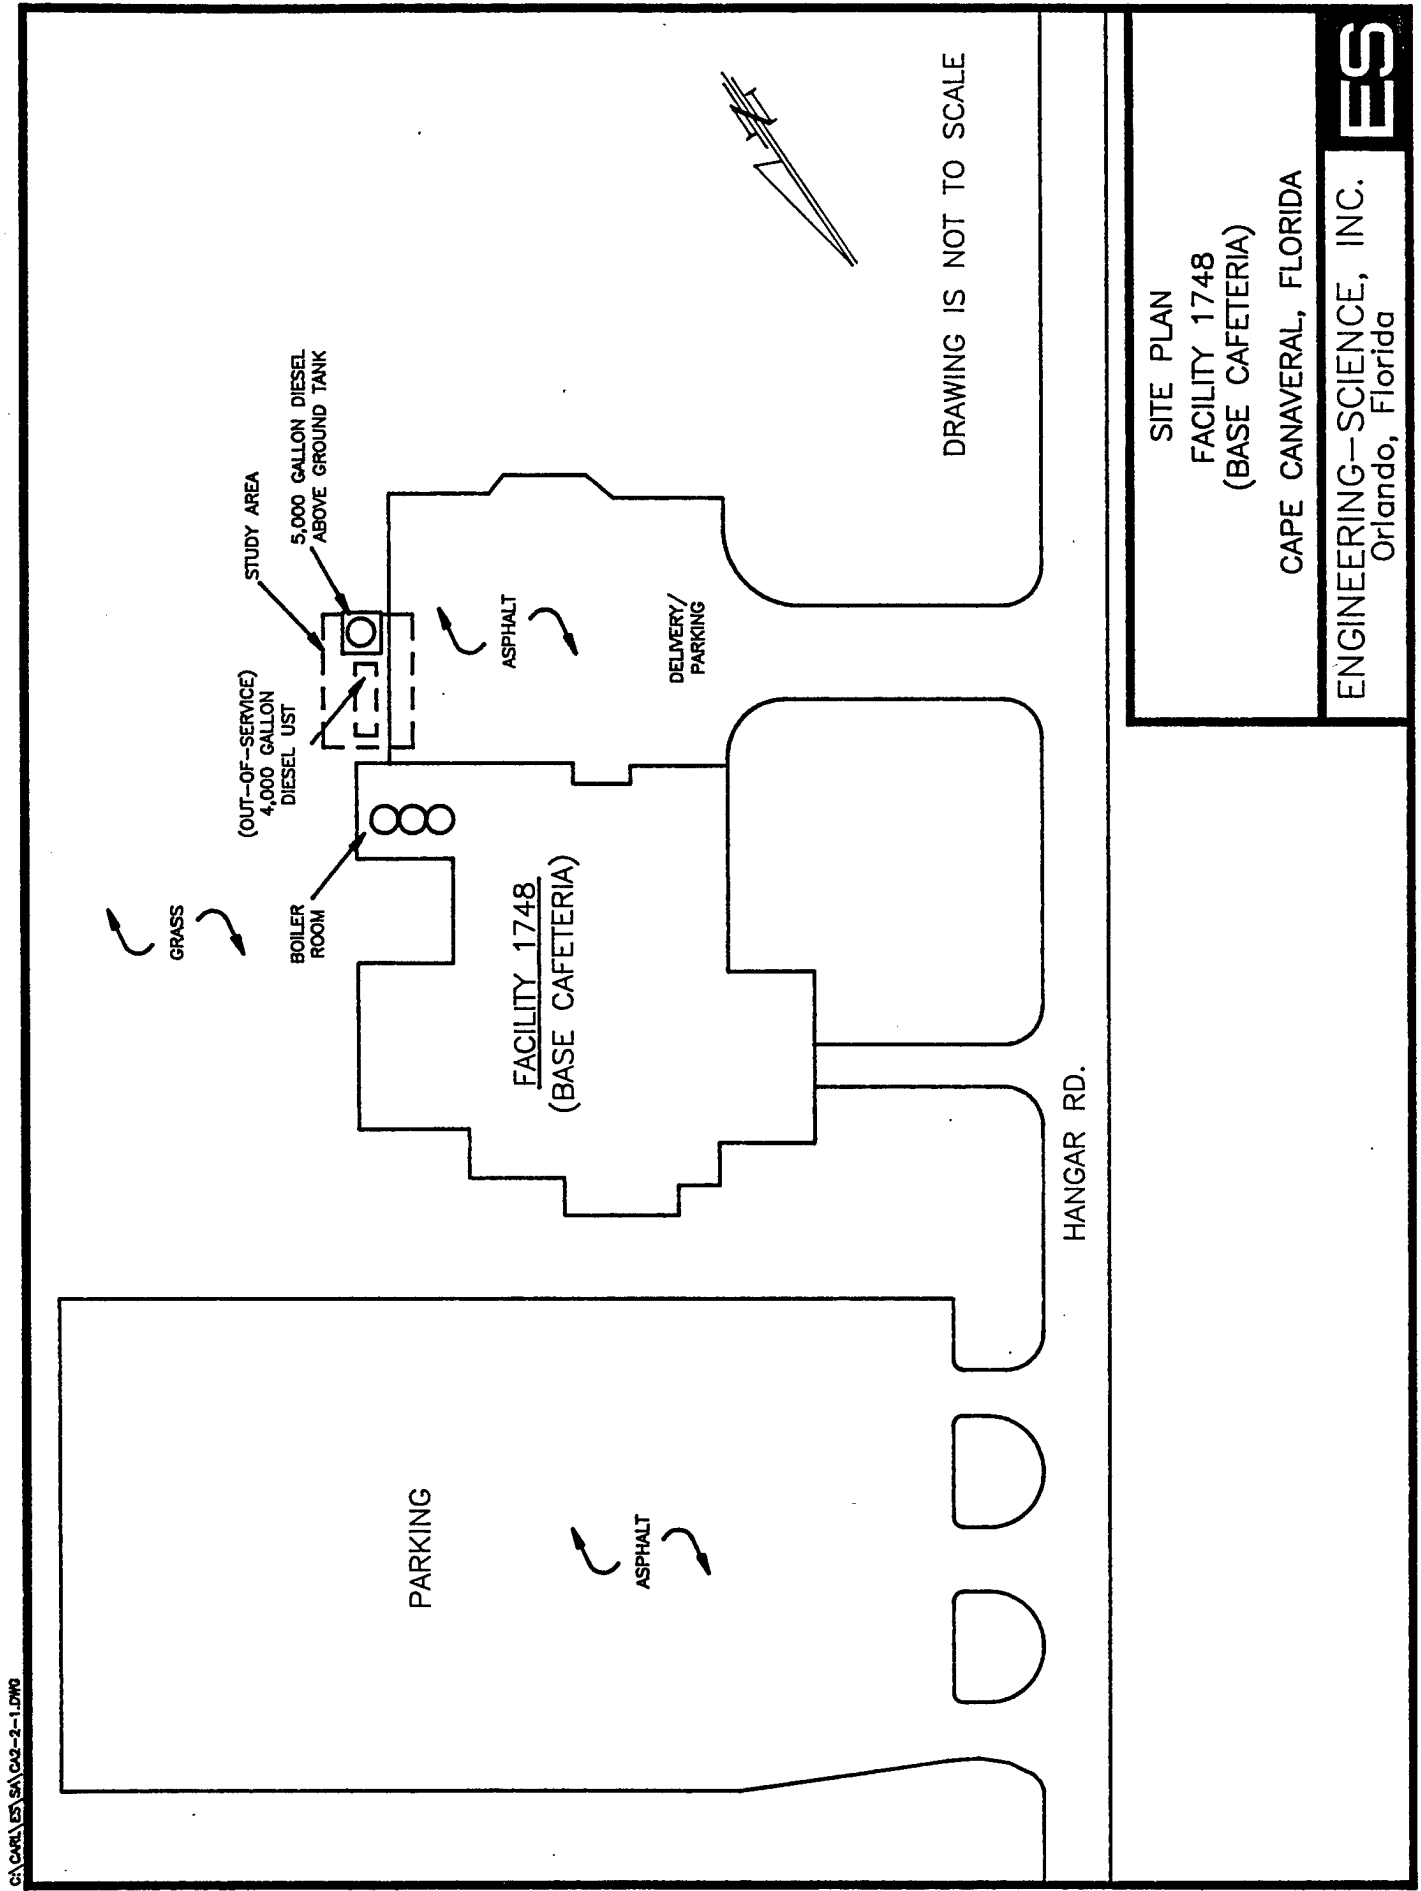 C:\CARL\ES\SA\CA2-2-1.DWG
GRASS
STUDY AREA
5,000 GALLON DIESEL
ABOVE GROUND TANK
(OUT-OF-SERVICE)
4,000 GALLON
DIESEL UST
BOILER
ROOM
ASPHALT
DELIVERY/
PARKING
FACILITY 1748
(BASE CAFETERIA)
PARKING
ASPHALT
N
DRAWING IS NOT TO SCALE
HANGAR RD.
SITE PLAN
FACILITY 1748
(BASE CAFETERIA)
CAPE CANAVERAL, FLORIDA
ENGINEERING-SCIENCE, INC.
Orlando, Florida
ES